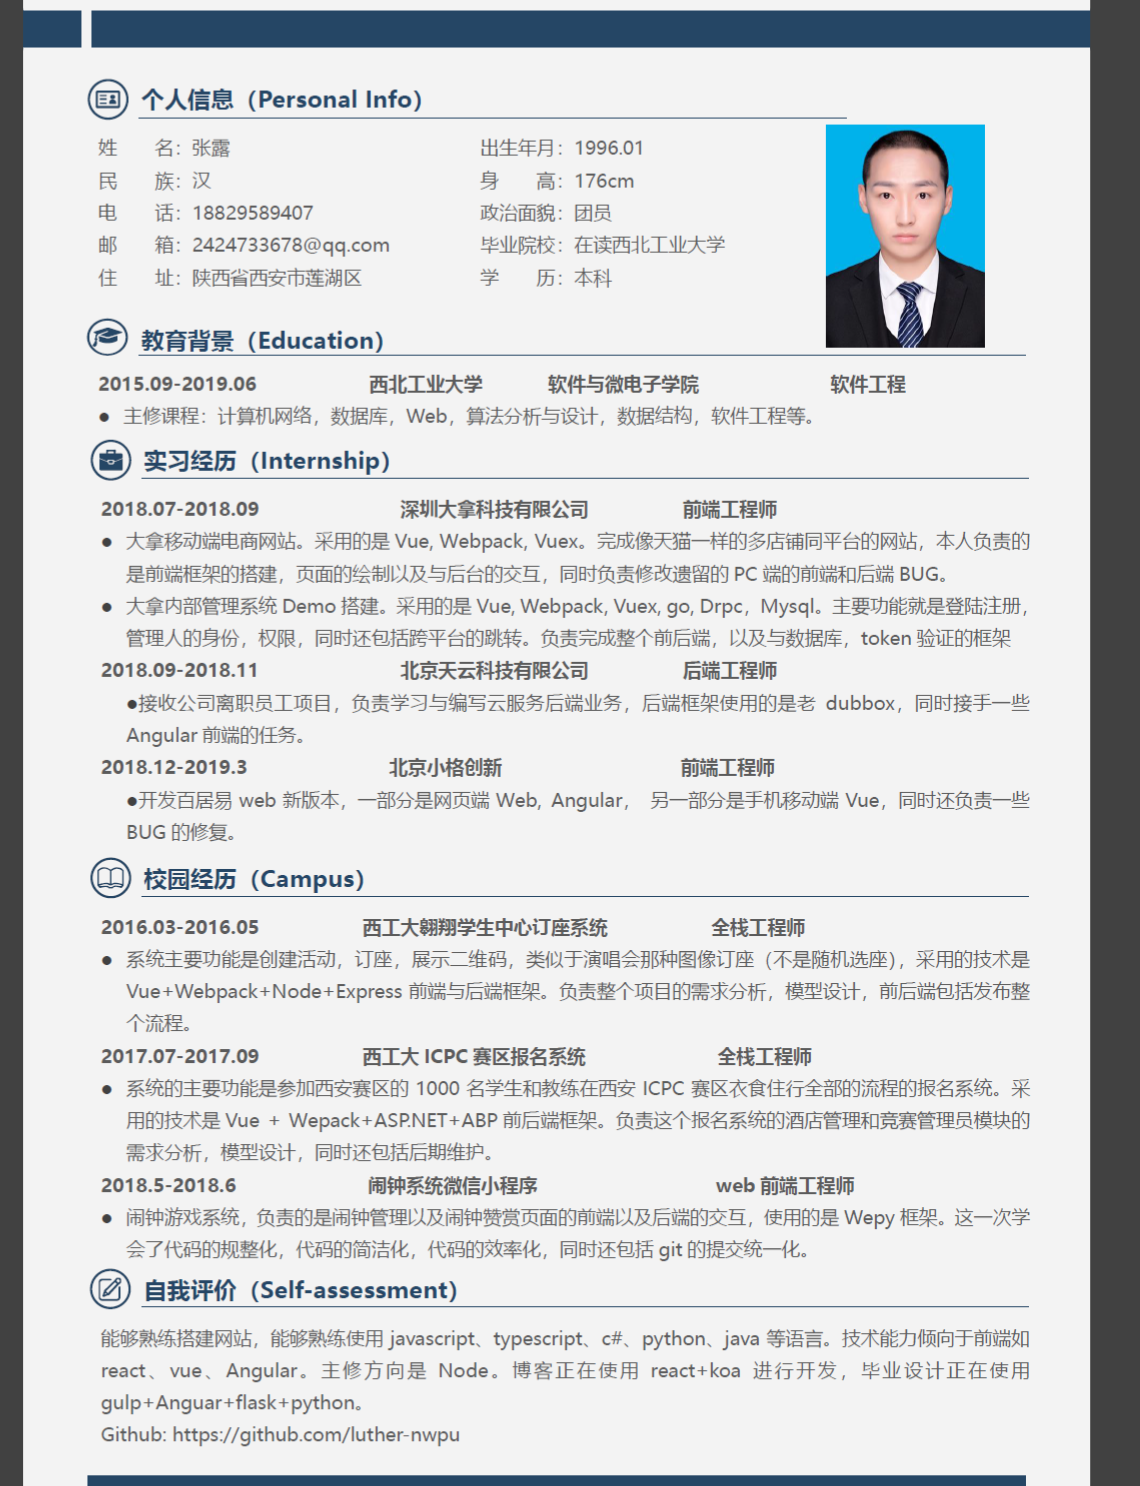 个人信息（Personal Info）
姓 名：张露 出生年月：1996.01
民 族：汉 身 高：176cm
电 话：18829589407 政治面貌：团员
邮 箱：2424733678@qq.com 毕业院校：在读西北工业大学
住 址：陕西省西安市莲湖区 学 历：本科
教育背景（Education）
2015.09-2019.06 西北工业大学 软件与微电子学院 软件工程
● 主修课程：计算机网络，数据库，Web，算法分析与设计，数据结构，软件工程等。
实习经历（Internship）
2018.07-2018.09 深圳大拿科技有限公司 前端工程师
● 大拿移动端电商网站。采用的是 Vue, Webpack, Vuex。完成像天猫一样的多店铺同平台的网站，本人负责的
是前端框架的搭建，页面的绘制以及与后台的交互，同时负责修改遗留的 PC 端的前端和后端 BUG。
● 大拿内部管理系统 Demo 搭建。采用的是 Vue, Webpack, Vuex, go, Drpc，Mysql。主要功能就是登陆注册，
管理人的身份，权限，同时还包括跨平台的跳转。负责完成整个前后端，以及与数据库，token 验证的框架
2018.09-2018.11 北京天云科技有限公司 后端工程师
●接收公司离职员工项目，负责学习与编写云服务后端业务，后端框架使用的是老 dubbox，同时接手一些
Angular 前端的任务。
2018.12-2019.3 北京小格创新 前端工程师
●开发百居易 web 新版本，一部分是网页端 Web, Angular， 另一部分是手机移动端 Vue，同时还负责一些
BUG 的修复。
校园经历（Campus）
2016.03-2016.05 西工大翱翔学生中心订座系统 全栈工程师
● 系统主要功能是创建活动，订座，展示二维码，类似于演唱会那种图像订座（不是随机选座），采用的技术是
Vue+Webpack+Node+Express 前端与后端框架。负责整个项目的需求分析，模型设计，前后端包括发布整
个流程。
2017.07-2017.09 西工大 ICPC 赛区报名系统 全栈工程师
● 系统的主要功能是参加西安赛区的 1000 名学生和教练在西安 ICPC 赛区衣食住行全部的流程的报名系统。采
用的技术是 Vue + Wepack+ASP.NET+ABP 前后端框架。负责这个报名系统的酒店管理和竞赛管理员模块的
需求分析，模型设计，同时还包括后期维护。
2018.5-2018.6 闹钟系统微信小程序 web 前端工程师
● 闹钟游戏系统，负责的是闹钟管理以及闹钟赞赏页面的前端以及后端的交互，使用的是 Wepy 框架。这一次学
会了代码的规整化，代码的简洁化，代码的效率化，同时还包括 git 的提交统一化。
自我评价（Self-assessment）
能够熟练搭建网站，能够熟练使用 javascript、typescript、c#、python、java 等语言。技术能力倾向于前端如
react、vue、Angular。主修方向是 Node。博客正在使用 react+koa 进行开发，毕业设计正在使用
gulp+Anguar+flask+python。
Github: https://github.com/luther-nwpu